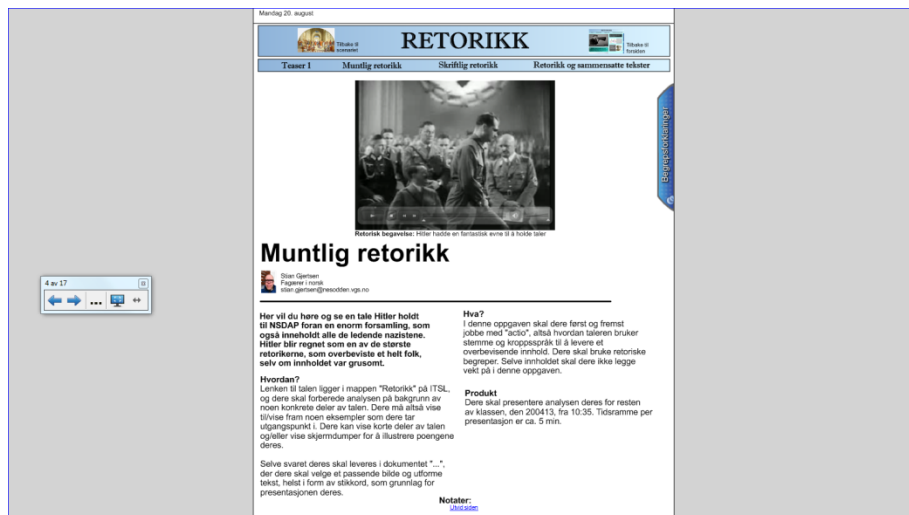 Mandag 20. august
Tilbake til
scenariet
RETORIKK
Tilbake til
forsiden
Teaser 1
Muntlig retorikk
Skriftlig retorikk
Retorikk og sammensatte tekster
Begrepsforklaringer
Retorisk begavelse: Hitler hadde en fantastisk evne til å holde taler
Muntlig retorikk
Stian Gjertsen
Faglærer i norsk
stian.gjertsen@nesodden.vgs.no
4 av 17
Her vil du høre og se en tale Hitler holdt
til NSDAP foran en enorm forsamling, som
også inneholdt alle de ledende nazistene.
Hitler blir regnet som en av de største
retorikerne, som overbeviste et helt folk,
selv om innholdet var grusomt.
Hvordan?
Lenken til talen ligger i mappen "Retorikk" på ITSL,
og dere skal forberede analysen på bakgrunn av
noen konkrete deler av talen. Dere må altså vise
til/vise fram noen eksempler som dere tar
utgangspunkt i. Dere kan vise korte deler av talen
og/eller vise skjermdumper for å illustrere poengene
deres.
Selve svaret deres skal leveres i dokumentet "...",
der dere skal velge et passende bilde og utforme
tekst, helst i form av stikkord, som grunnlag for
presentasjonen deres.
Hva?
I denne oppgaven skal dere først og fremst
jobbe med "actio", altså hvordan taleren bruker
stemme og kroppsspråk til å levere et
overbevisende innhold. Dere skal bruke retoriske
begreper. Selve innholdet skal dere ikke legge
vekt på i denne oppgaven.
Produkt
Dere skal presentere analysen deres for resten
av klassen, den 200413, fra 10:35. Tidsramme per
presentasjon er ca. 5 min.
Notater:
Utvid siden